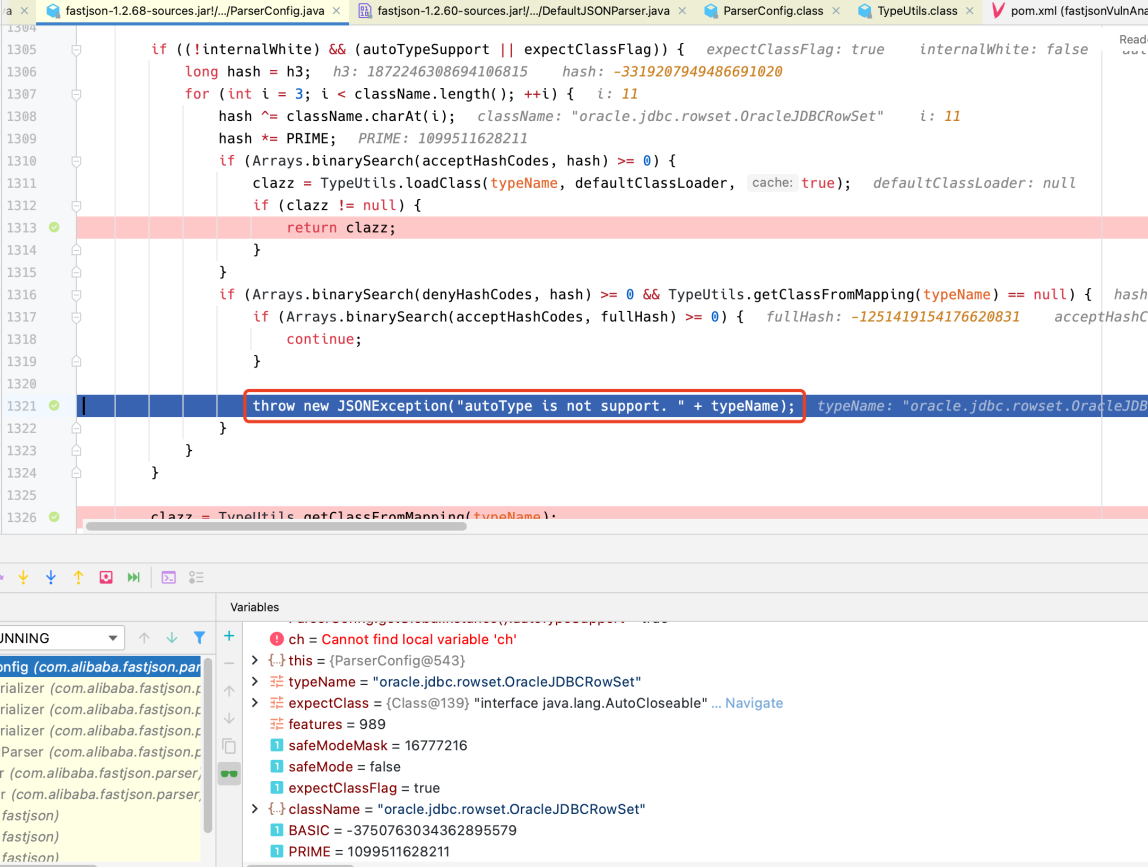 a fastjson-1.2.68-sources.jar!/.../ParserConfig.java fastjson-1.2.60-sources.jar!/.../DefaultJSONParser.java ParserConfig.class TypeUtils.class pom.xml (fastjsonVulnAna
1304
1305 if ((!internalWhite) && (autoTypeSupport || expectClassFlag)) { expectClassFlag: true internalWhite: false Read
1306 long hash = h3; h3: 1872246308694106815 hash: -3319207949486691020
1307 for (int i = 3; i < className.length(); ++i) { i: 11
1308 hash ^= className.charAt(i); className: "oracle.jdbc.rowset.OracleJDBCRowSet" i: 11
1309 hash *= PRIME; PRIME: 1099511628211
1310 if (Arrays.binarySearch(acceptHashCodes, hash) >= 0) {
1311 clazz = TypeUtils.loadClass(typeName, defaultClassLoader, cache: true); defaultClassLoader: null
1312 if (clazz != null) {
1313 return clazz;
1314 }
1315 }
1316 if (Arrays.binarySearch(denyHashCodes, hash) >= 0 && TypeUtils.getClassFromMapping(typeName) == null) { hash
1317 if (Arrays.binarySearch(acceptHashCodes, fullHash) >= 0) { fullHash: -1251419154176620831 acceptHashC
1318 continue;
1319 }
1320
1321 throw new JSONException("autoType is not support. " + typeName); typeName: "oracle.jdbc.rowset.OracleJDB
1322 }
1323 }
1324 }
1325
1326 clazz = TypeUtils.getClassFromMapping(typeName);
Variables
UNNING
ParserConfig.getGlobalInstance().autoTypeSupport = true
ch = Cannot find local variable 'ch'
onfig (com.alibaba.fastjson.par
this = {ParserConfig@543}
rializer (com.alibaba.fastjson.p
typeName = "oracle.jdbc.rowset.OracleJDBCRowSet"
rializer (com.alibaba.fastjson.p
expectClass = {Class@139} "interface java.lang.AutoCloseable" ... Navigate
rializer (com.alibaba.fastjson.p
features = 989
Parser (com.alibaba.fastjson.p
safeModeMask = 16777216
r (com.alibaba.fastjson.parser)
safeMode = false
r (com.alibaba.fastjson.parser,
expectClassFlag = true
fastjson)
className = "oracle.jdbc.rowset.OracleJDBCRowSet"
fastjson)
BASIC = -3750763034362895579
fastjson)
PRIME = 1099511628211